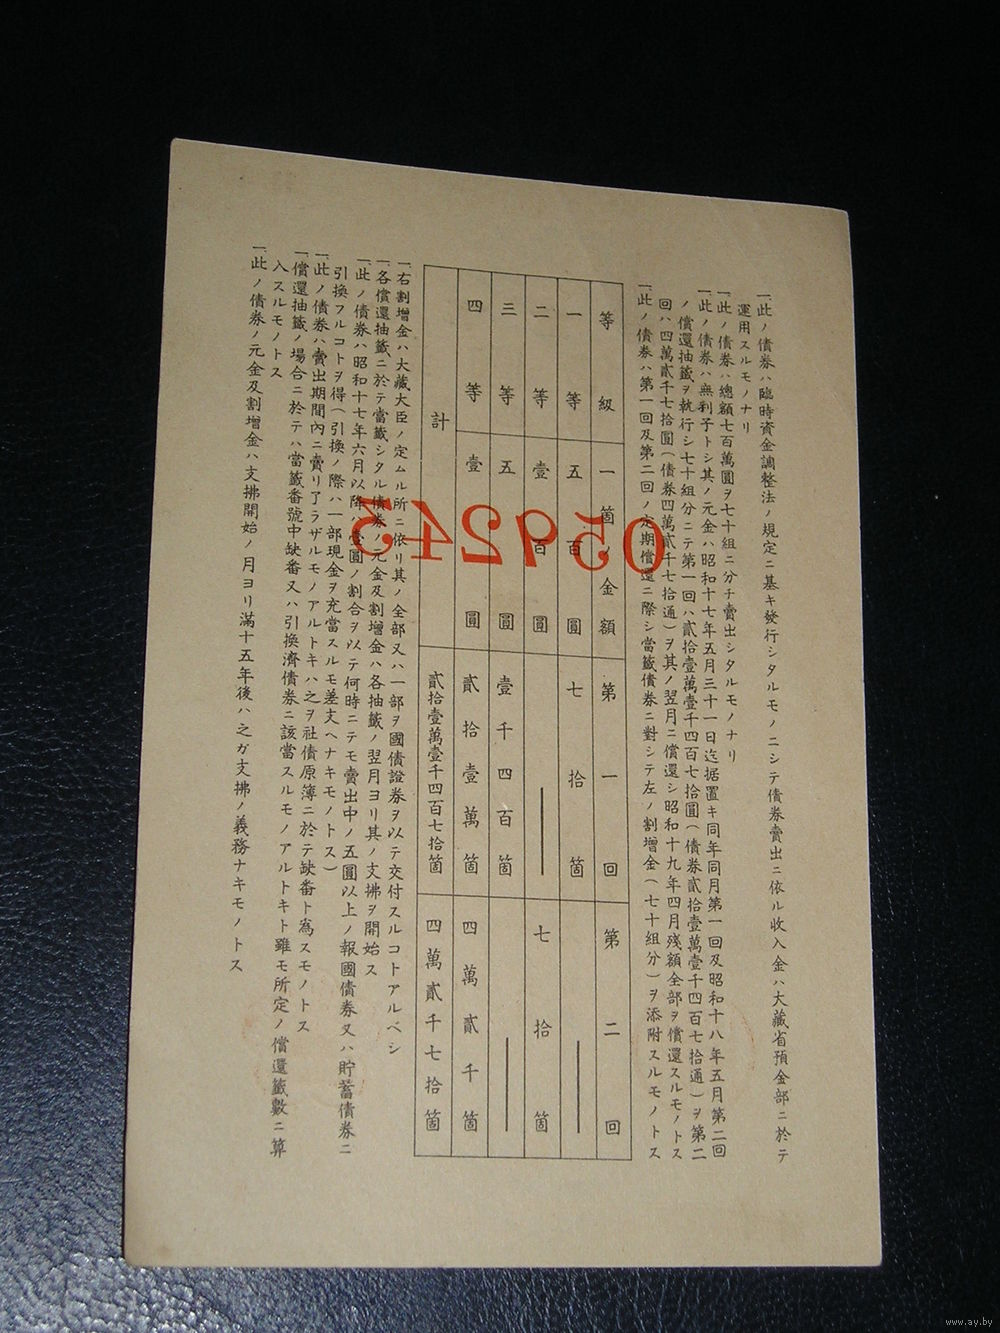 一、此ノ債券ハ臨時資金調整法ノ規定ニ基キ發行シタルモノニシテ債券賣出ニ依ル收入金ハ大藏省預金部ニ於テ
運用スルモノナリ
一、此ノ債券ハ總額七百萬圓ヲ七十組ニ分チ賣出シタルモノナリ
一、此ノ債券ハ無利子トシ其ノ元金ハ昭和十七年五月三十一日迄据置キ同年同月第一回及昭和十八年五月第二回
ノ償還抽籤ヲ執行シ七十組分ニテ第一回ハ貳拾壹萬壹千四百七拾圓(債券貳拾壹萬壹千四百七拾通)ヲ第二
回ハ四萬貳千七拾圓(債券四萬貳千七拾通)ヲ其ノ翌月ニ償還シ昭和十九年四月殘額全部ヲ償還スルモノトス
一、此ノ債券ハ第一回及第二回ノ定期償還ニ際シ當籤債券ニ對シテ左ノ割增金(七十組分)ヲ添附スルモノトス
等級 一箇ノ金額 第一回 第二回
一等 五百圓 七拾箇 ——
二等 壹百圓 —— 七拾箇
三等 五圓 壹千四百箇 ——
四等 壹圓 貳拾壹萬箇 四萬貳千箇
計 貳拾壹萬壹千四百七拾箇 四萬貳千七拾箇
一、右割增金ハ大藏大臣ノ定ムル所ニ依リ其ノ全部又ハ一部ヲ國債證券ヲ以テ交付スルコトアルベシ
一、各償還抽籤ニ於テ當籤シタル債券ノ元金及割增金ハ各抽籤ノ翌月ヨリ其ノ支拂ヲ開始ス
一、此ノ債券ハ昭和十七年六月以降ハ壹圓ノ割合ヲ以テ何時ニテモ賣出中ノ五圓以上ノ報國債券又ハ貯蓄債券ニ
引換フルコトヲ得(引換ノ際ハ一部現金ヲ充當スルモ差支ヘナキモノトス)
一、此ノ債券ハ賣出期間內ニ賣リ了ラザルモノアルトキハ之ヲ社債原簿ニ於テ缺番ト爲スモノトス
一、償還抽籤ノ場合ニ於テハ當籤番號中缺番又ハ引換濟債券ニ該當スルモノアルトキト雖モ所定ノ償還籤數ニ算
入スルモノトス
一、此ノ債券ノ元金及割增金ハ支拂開始ノ月ヨリ滿十五年後ハ之ガ支拂ノ義務ナキモノトス
059243
www.ay.by